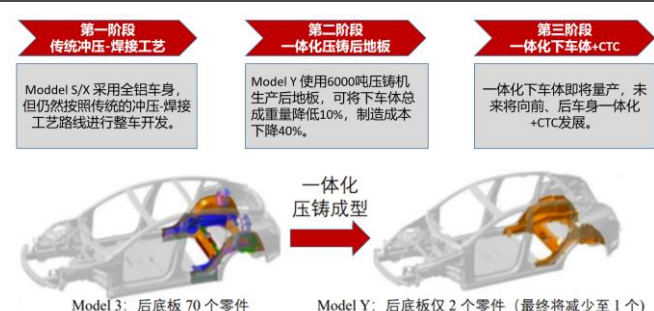 第一阶段
传统冲压-焊接工艺
第二阶段
一体化压铸后地板
第三阶段
一体化下车体+CTC
Moddel S/X 采用全铝车身，
但仍然按照传统的冲压-焊接
工艺路线进行整车开发。
Model Y 使用6000吨压铸机
生产后地板，可将下车体总
成重量降低10%，制造成本
下降40%。
一体化下车体即将量产，未
来将向前、后车身一体化
+CTC发展。
一体化
压铸成型
Model 3：后底板 70 个零件
Model Y：后底板仅 2 个零件（最终将减少至 1 个）